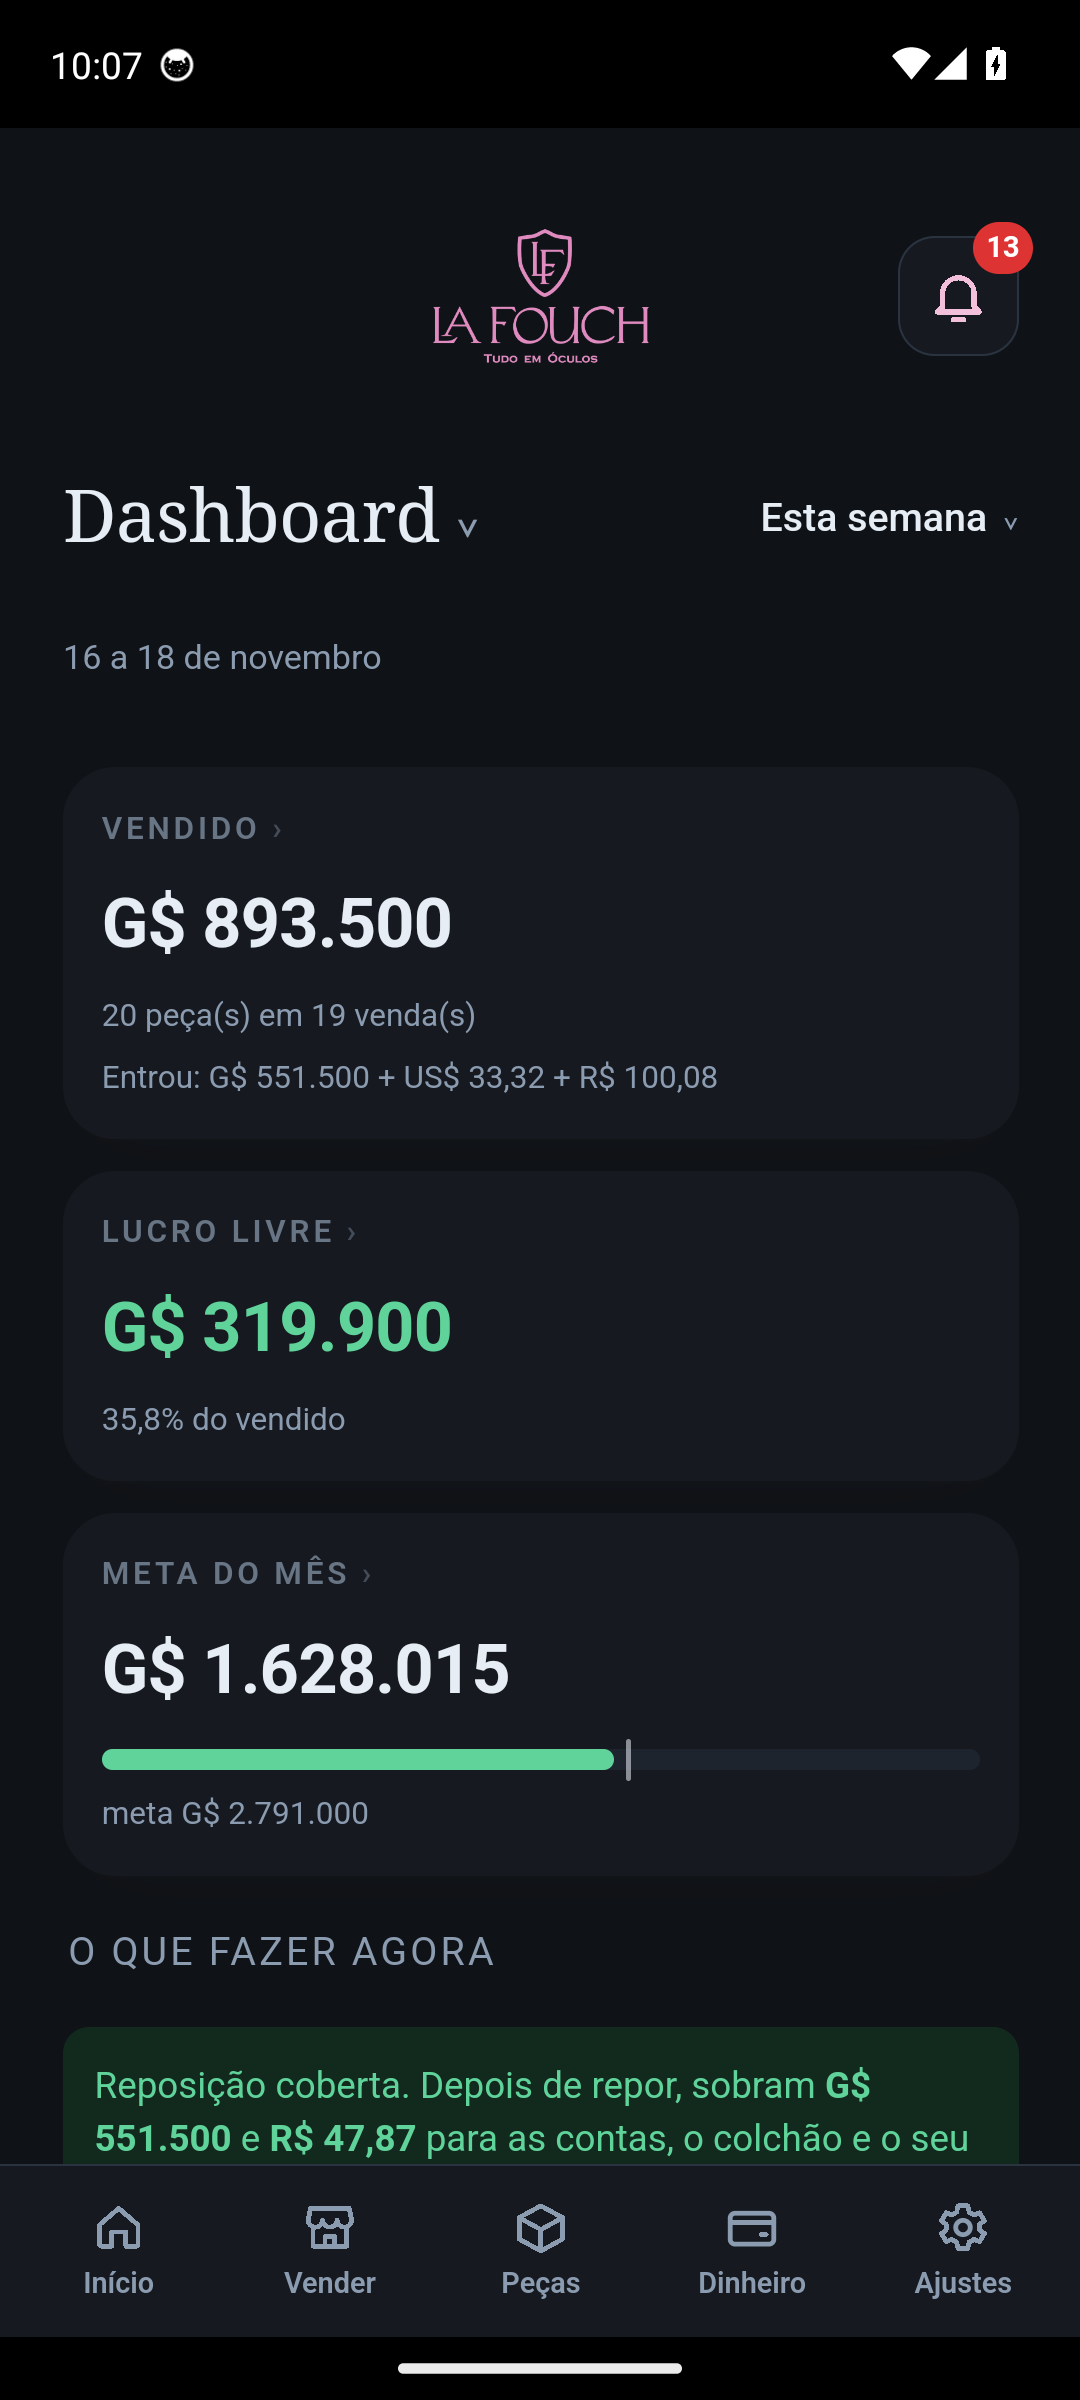 10:07
13
LF
LA FOUCH
TUDO EM ÓCULOS
Dashboard
Esta semana
16 a 18 de novembro
VENDIDO ›
G$ 893.500
20 peça(s) em 19 venda(s)
Entrou: G$ 551.500 + US$ 33,32 + R$ 100,08
LUCRO LIVRE ›
G$ 319.900
35,8% do vendido
META DO MÊS ›
G$ 1.628.015
meta G$ 2.791.000
O QUE FAZER AGORA
Reposição coberta. Depois de repor, sobram G$
551.500 e R$ 47,87 para as contas, o colchão e o seu
Início
Vender
Peças
Dinheiro
Ajustes